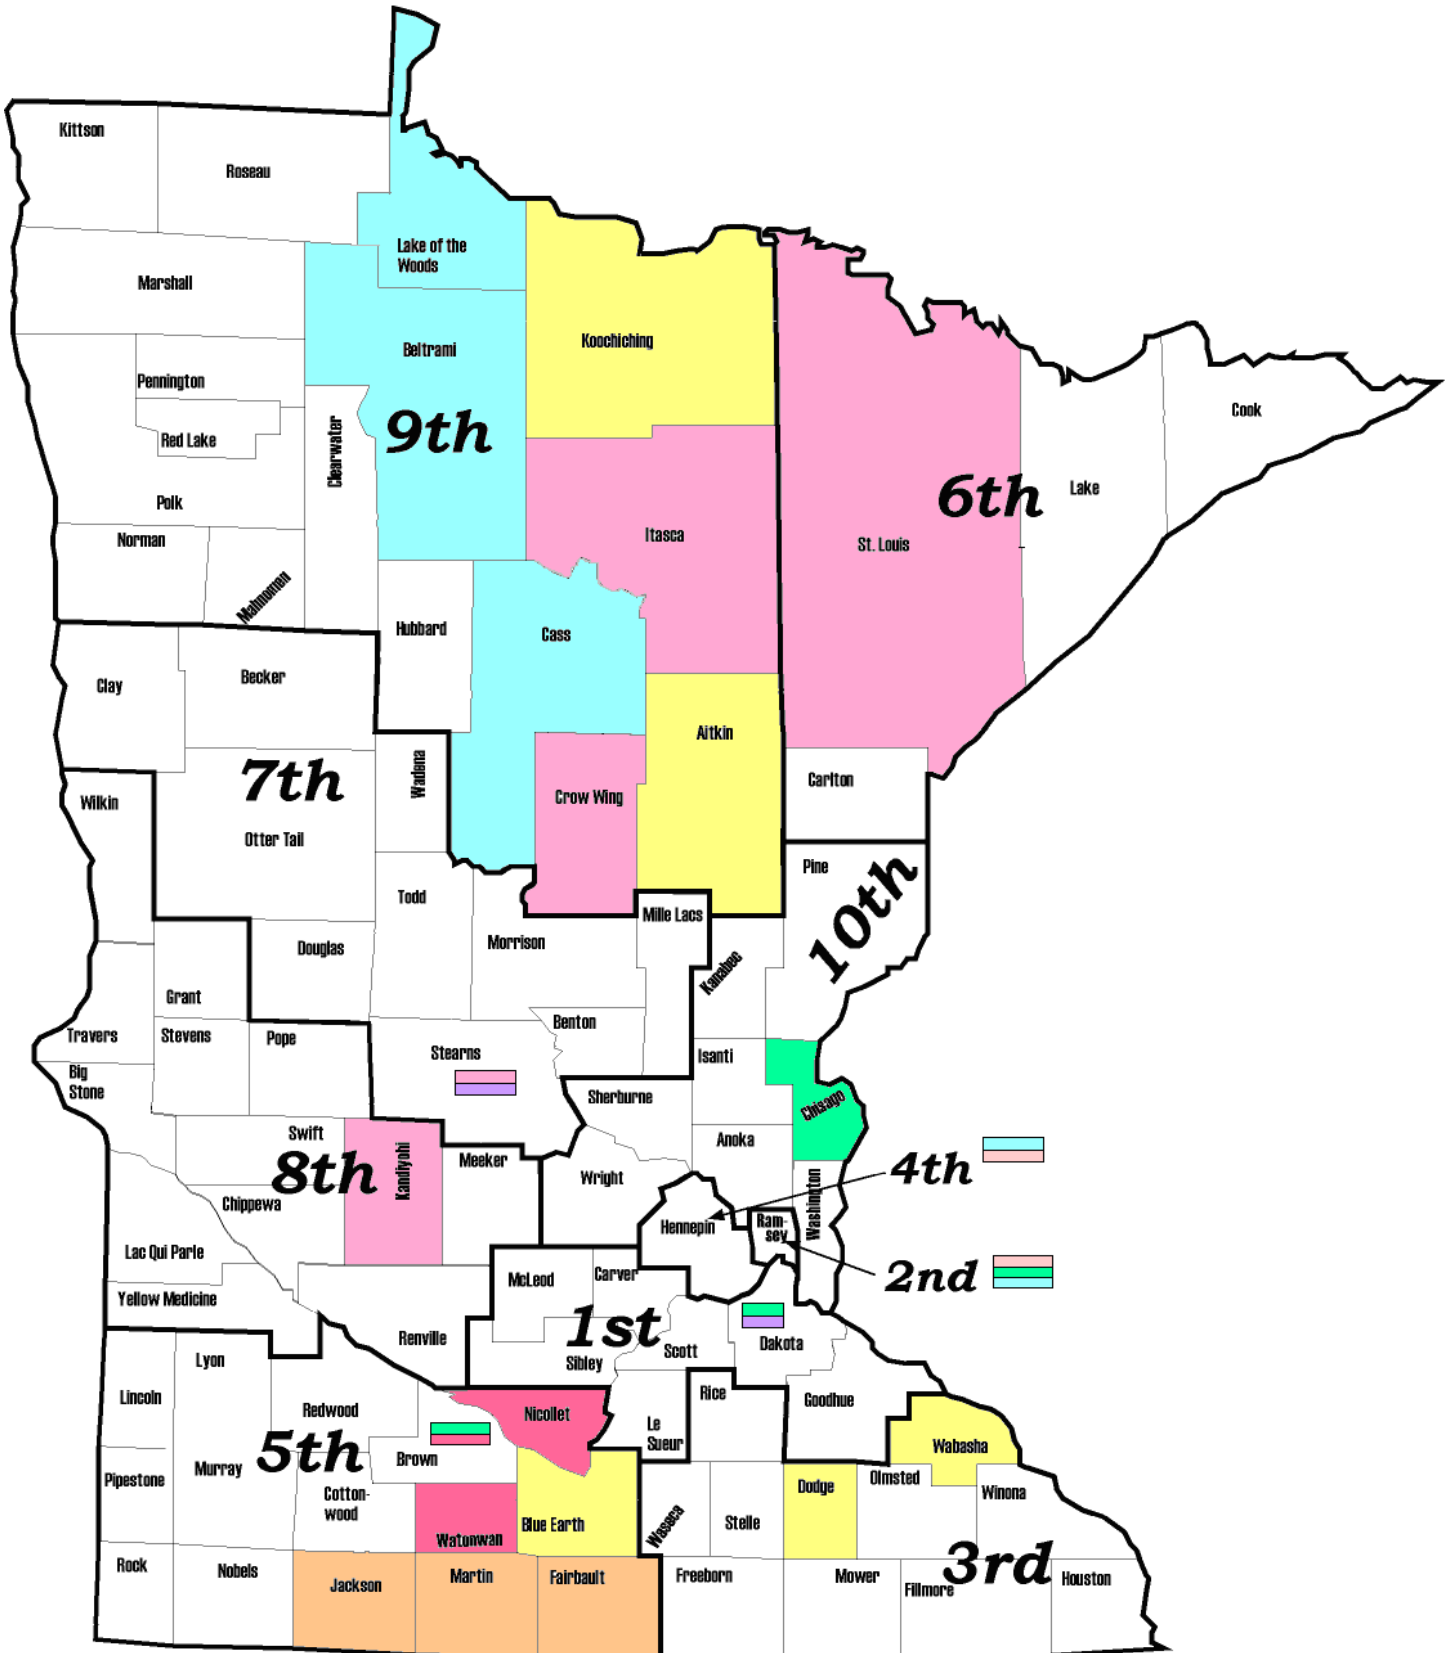 Kittson
Roseau
Lake of the
Woods
Marshall
Koochiching
Beltrami
Pennington
Cook
9th
Red Lake
Clearwater
6th
Lake
Polk
Itasca
Norman
St. Louis
Mahnomen
Hubbard
Cass
Becker
Clay
Aitkin
Wadena
7th
Carlton
Crow Wing
Wilkin
Otter Tail
Pine
10th
Todd
Mille Lacs
Morrison
Douglas
Kanabec
Grant
Benton
Travers
Stevens
Pope
Stearns
Isanti
Big
Stone
Sherburne
Chisago
Swift
Anoka
8th
Kandiyohi
Meeker
4th
Wright
Chippewa
Washington
Hennepin
Ram-
sey
Lac Qui Parle
McLeod
Carver
2nd
Yellow Medicine
1st
Renville
Scott
Dakota
Sibley
Lyon
Lincoln
Rice
Goodhue
Redwood
Nicollet
Le
Sueur
5th
Brown
Wabasha
Murray
Pipestone
Olmsted
Dodge
Cotton-
wood
Winona
Blue Earth
Waseca
Stelle
Watonwan
3rd
Rock
Nobels
Jackson
Martin
Fairbault
Freeborn
Mower
Fillmore
Houston